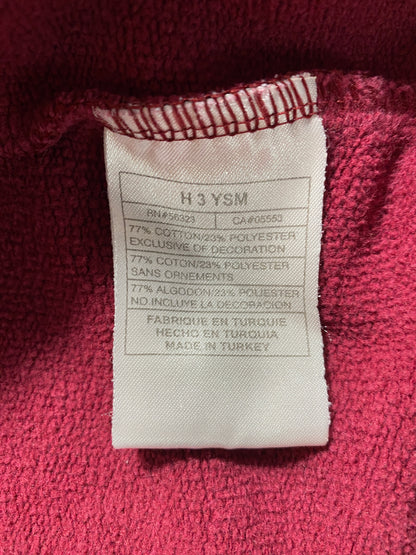 H 3 YSM
RN#56323 CA#05553
77% COTTON/23% POLYESTER
EXCLUSIVE OF DECORATION
77% COTON/23% POLYESTER
SANS ORNEMENTS
77% ALGODON/23% POLIESTER
NO INCLUYE LA DECORACION
FABRIQUE EN TURQUIE
HECHO EN TURQUIA
MADE IN TURKEY